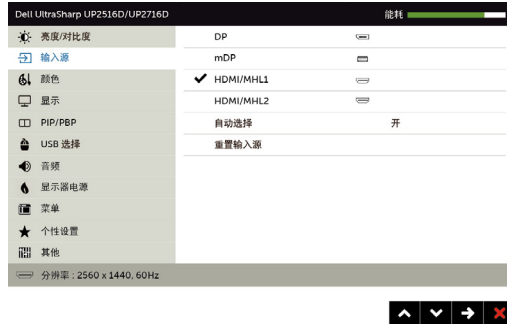 Dell UltraSharp UP2516D/UP2716D 能耗
亮度/对比度 DP
输入源 mDP
颜色 HDMI/MHL1
显示 HDMI/MHL2
PIP/PBP 自动选择 开
USB 选择 重置输入源
音频
显示器电源
菜单
个性设置
其他
分辨率 : 2560 x 1440, 60Hz